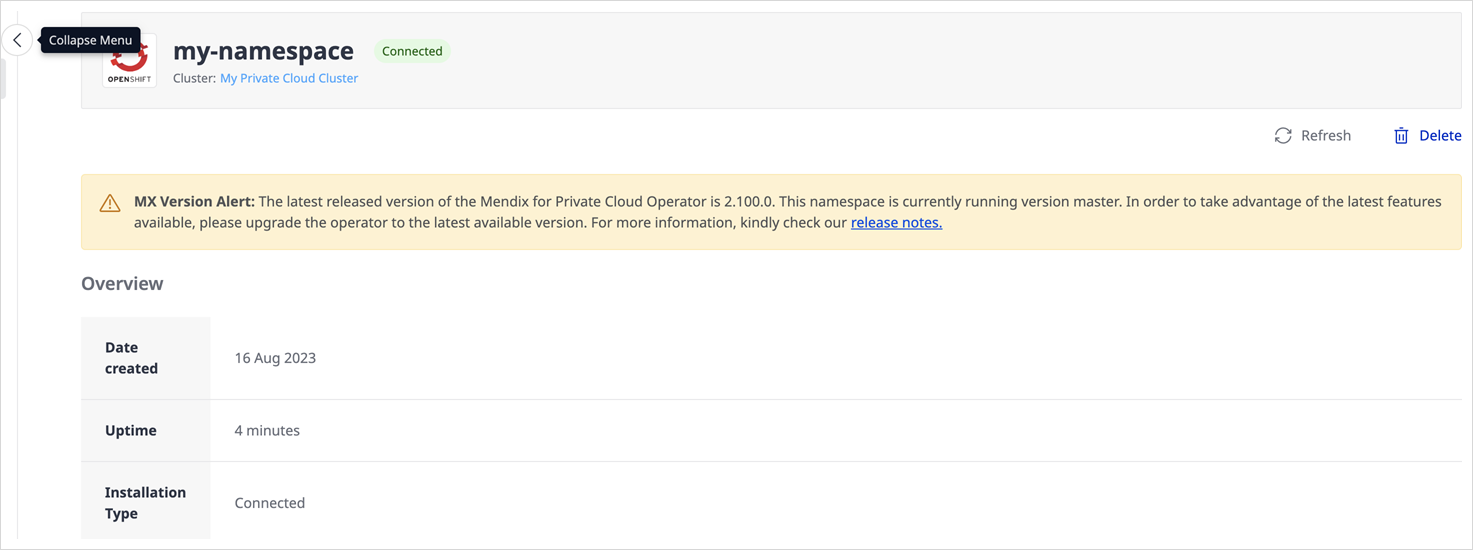 Collapse Menu
OPENSHIFT
my-namespace
Connected
Cluster: My Private Cloud Cluster
Refresh
Delete
MX Version Alert: The latest released version of the Mendix for Private Cloud Operator is 2.100.0. This namespace is currently running version master. In order to take advantage of the latest features
available, please upgrade the operator to the latest available version. For more information, kindly check our release notes.
Overview
Date
created
16 Aug 2023
Uptime
4 minutes
Installation
Type
Connected